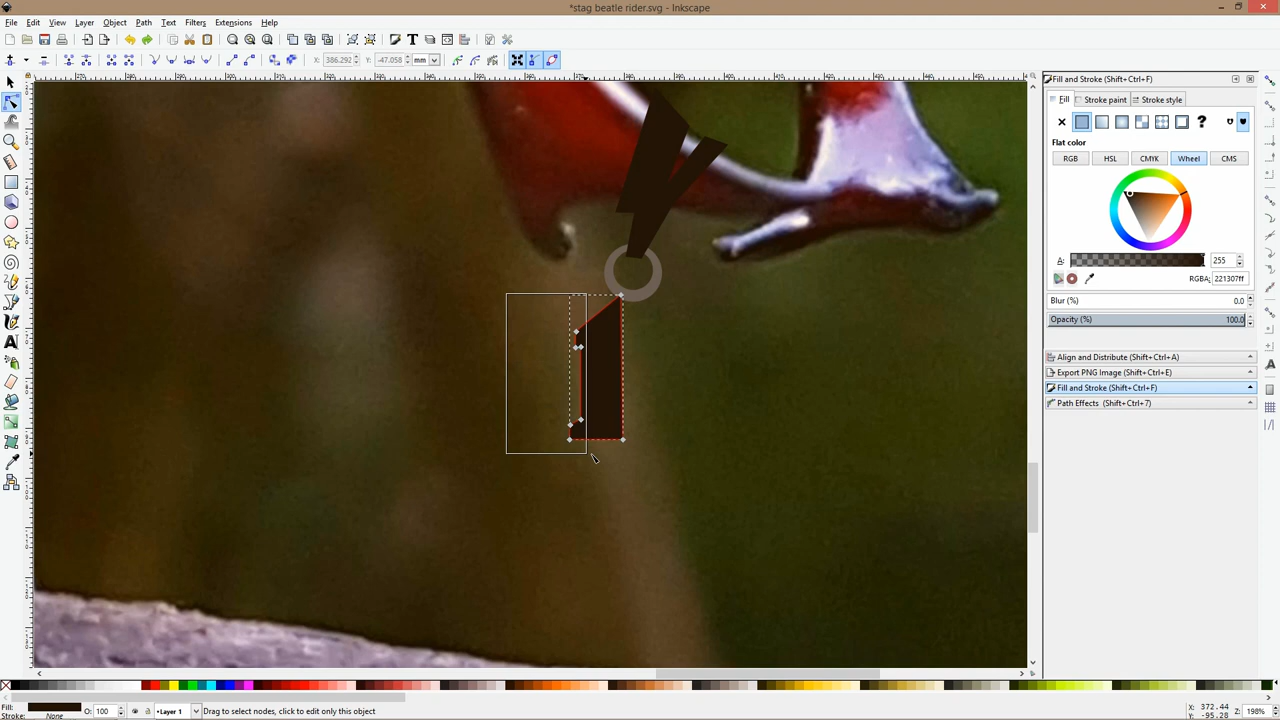 *stag beatle rider.svg - Inkscape
File Edit View Layer Object Path Text Filters Extensions Help
X: 386.292 Y: -47.058 mm
Fill and Stroke (Shift+Ctrl+F)
Fill Stroke paint Stroke style
Flat color
RGB HSL CMYK Wheel CMS
A: 255
RGBA: 221307ff
Blur (%) 0.0
Opacity (%) 100.0
Align and Distribute (Shift+Ctrl+A)
Export PNG Image (Shift+Ctrl+E)
Fill and Stroke (Shift+Ctrl+F)
Path Effects (Shift+Ctrl+7)
Fill: O: 100 •Layer 1 Drag to select nodes, click to edit only this object X: 372.44 Z: 198%
Stroke: None Y: -95.28